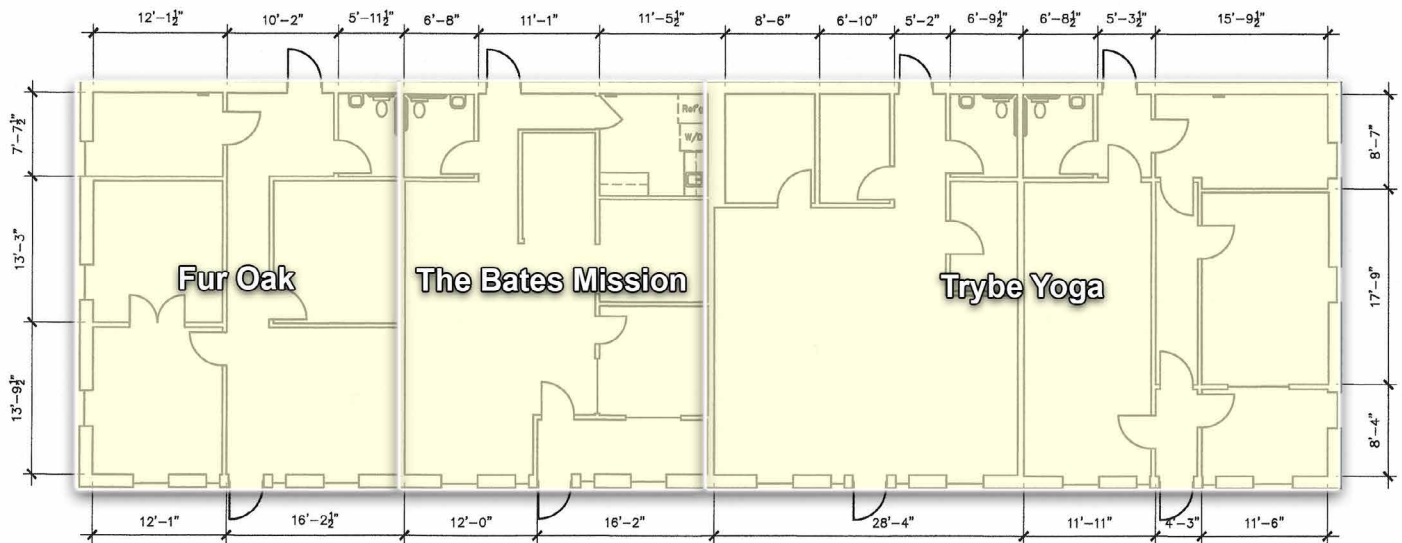 12'-1½" 10'-2" 5'-11½" 6'-8" 11'-1" 11'-5½" 8'-6" 6'-10" 5'-2" 6'-9½" 6'-8½" 5'-3½" 15'-9½"
7'-7½"
13'-3"
13'-9½"
Ref'g
W/D
Fur Oak
The Bates Mission
Trybe Yoga
8'-7"
17'-9"
8'-4"
12'-1" 16'-2½" 12'-0" 16'-2" 28'-4" 11'-11" 4'-3" 11'-6"